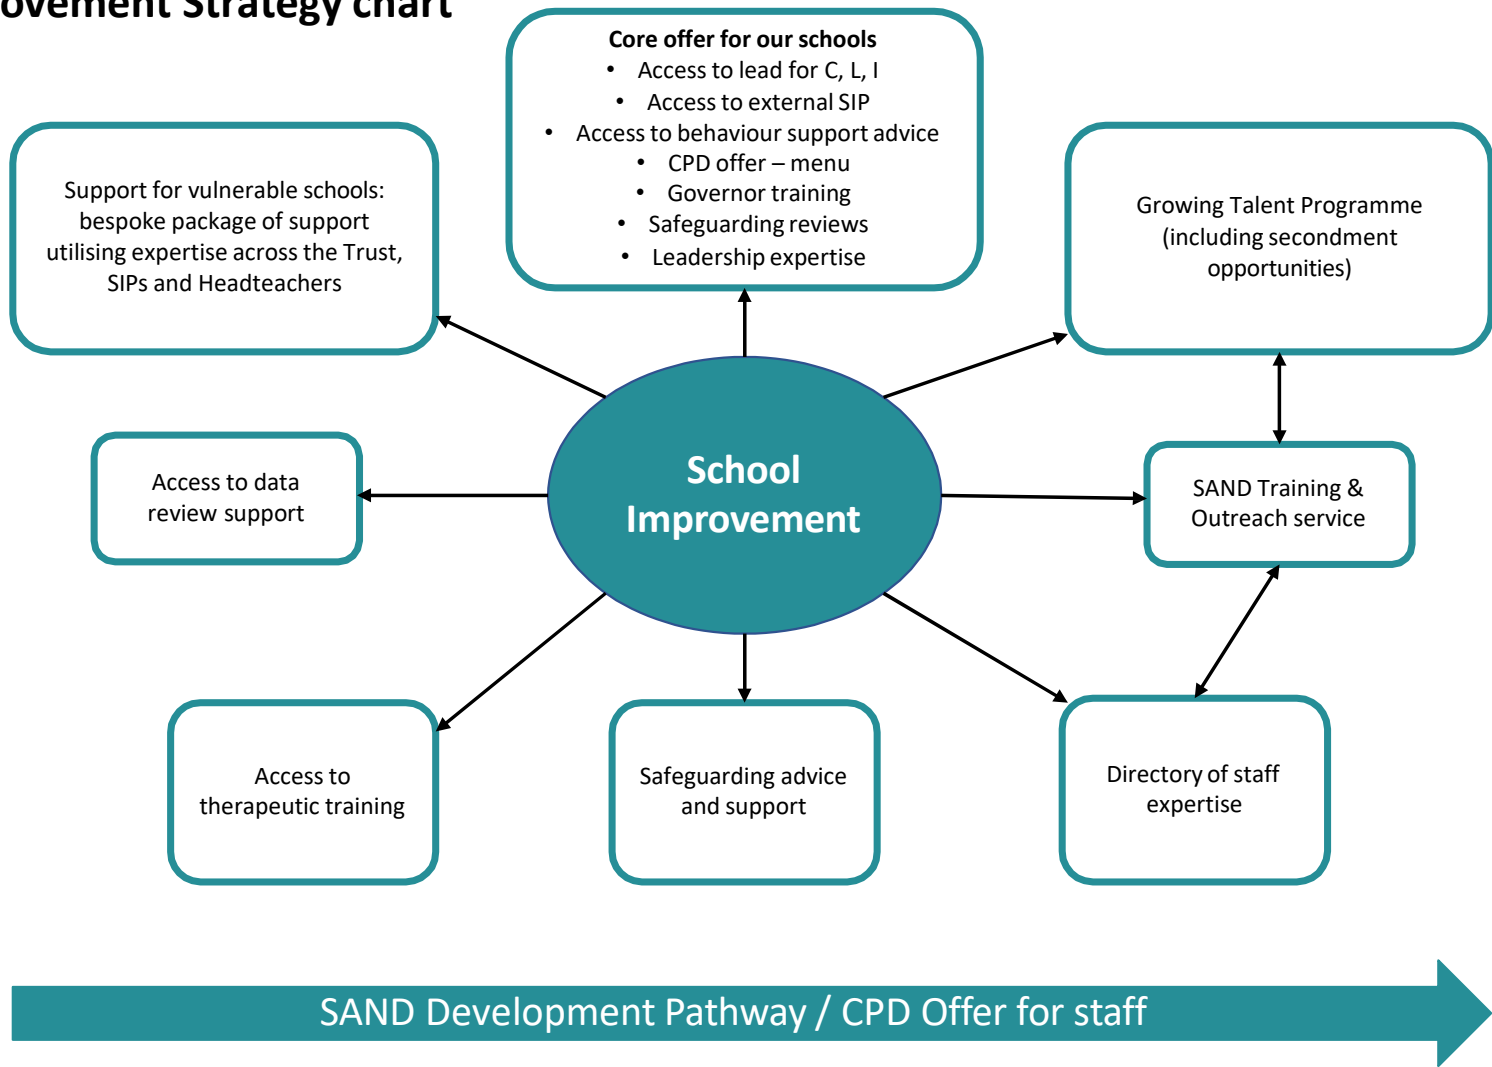 ovement Strategy chart
Core offer for our schools
• Access to lead for C, L, I
• Access to external SIP
• Access to behaviour support advice
• CPD offer – menu
• Governor training
• Safeguarding reviews
• Leadership expertise
Support for vulnerable schools:
bespoke package of support
utilising expertise across the Trust,
SIPs and Headteachers
Growing Talent Programme
(including secondment
opportunities)
School
Improvement
Access to data
review support
SAND Training &
Outreach service
Access to
therapeutic training
Safeguarding advice
and support
Directory of staff
expertise
SAND Development Pathway / CPD Offer for staff